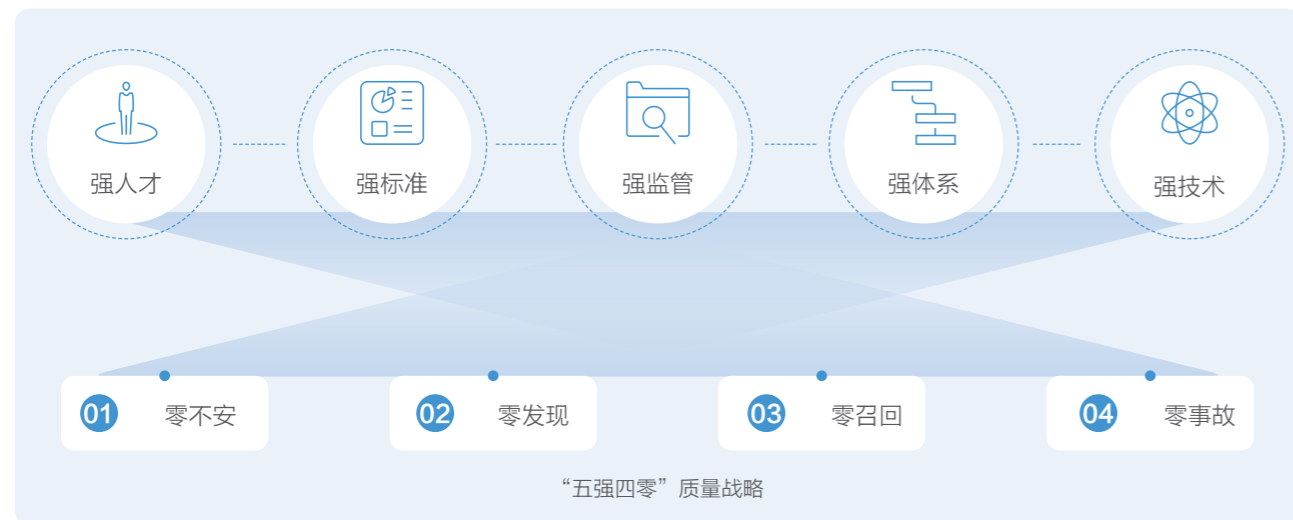 强人才
强标准
强监管
强体系
强技术
01 零不安
02 零发现
03 零召回
04 零事故
“五强四零”质量战略